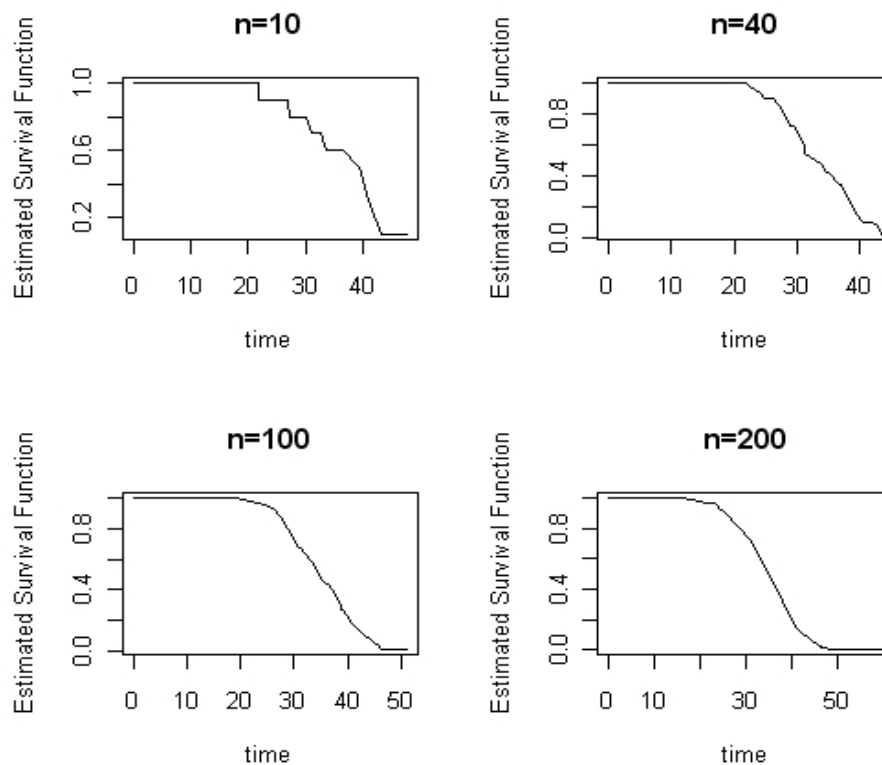 n=10
Estimated Survival Function
1.0
0.6
0.2
0 10 20 30 40
time
n=40
Estimated Survival Function
0.8
0.4
0.0
0 10 20 30 40
time
n=100
Estimated Survival Function
0.8
0.4
0.0
0 10 20 30 40 50
time
n=200
Estimated Survival Function
0.8
0.4
0.0
0 10 30 50
time